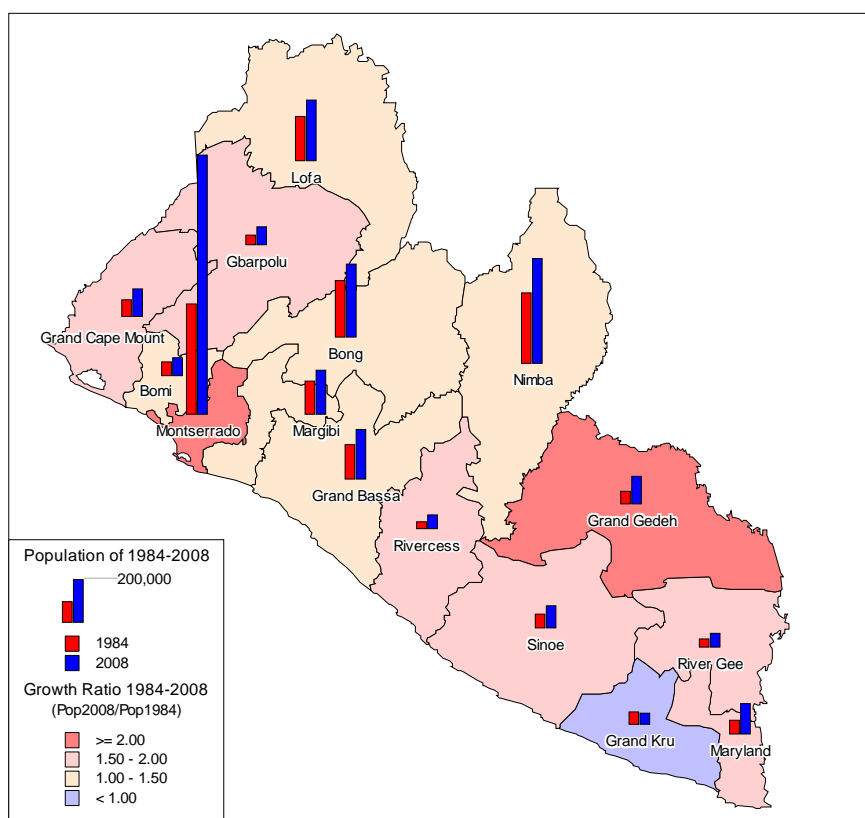 Lofa
Gbarpolu
Grand Cape Mount
Bong
Nimba
Bomi
Montserrado
Margibi
Grand Bassa
Grand Gedeh
Rivercess
Sinoe
River Gee
Grand Kru
Maryland
Population of 1984-2008
200,000
1984
2008
Growth Ratio 1984-2008
(Pop2008/Pop1984)
>= 2.00
1.50 - 2.00
1.00 - 1.50
< 1.00